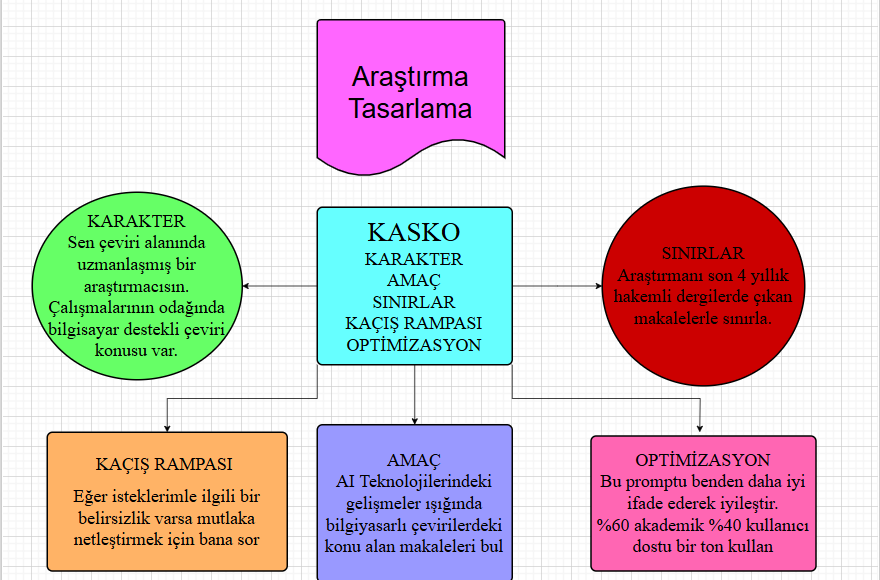 Araştırma
Tasarlama
KARAKTER
Sen çeviri alanında
uzmanlaşmış bir
araştırmacısın.
Çalışmalarının odağında
bilgisayar destekli çeviri
konusu var.
KASKO
KARAKTER
AMAÇ
SINIRLAR
KAÇIŞ RAMPASI
OPTİMİZASYON
SINIRLAR
Araştırmanı son 4 yıllık
hakemli dergilerde çıkan
makalelerle sınırla.
KAÇIŞ RAMPASI
Eğer isteklerimle ilgili bir
belirsizlik varsa mutlaka
netleştirmek için bana sor
AMAÇ
AI Teknolojilerindeki
gelişmeler ışığında
bilgiyasarlı çevirilerdeki
konu alan makaleleri bul
OPTİMİZASYON
Bu promptu benden daha iyi
ifade ederek iyileştir.
%60 akademik %40 kullanıcı
dostu bir ton kullan